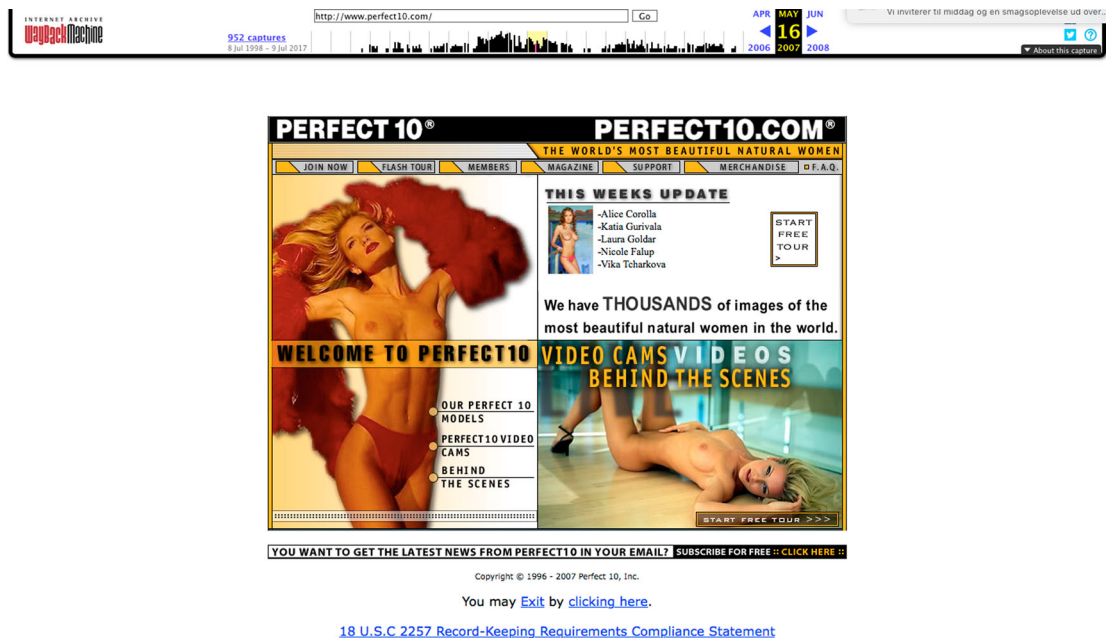 INTERNET ARCHIVE
WayBackMachine
http://www.perfect10.com/
Go
952 captures
8 Jul 1998 – 9 Jul 2017
APR MAY JUN
16
2006 2007 2008
Vi inviterer til middag og en smagsoplevelse ud over..
▼ About this capture
PERFECT 10® PERFECT10.COM®
THE WORLD'S MOST BEAUTIFUL NATURAL WOMEN
JOIN NOW FLASH TOUR MEMBERS MAGAZINE SUPPORT MERCHANDISE F.A.Q.
THIS WEEKS UPDATE
-Alice Corolla
-Katia Gurivala
-Laura Goldar
-Nicole Falup
-Vika Tcharkova
START
FREE
TOUR
>
We have THOUSANDS of images of the
most beautiful natural women in the world.
WELCOME TO PERFECT10
VIDEO CAMS VIDEOS
BEHIND THE SCENES
OUR PERFECT 10
MODELS
PERFECT10 VIDEO
CAMS
BEHIND
THE SCENES
START FREE TOUR >>>
YOU WANT TO GET THE LATEST NEWS FROM PERFECT10 IN YOUR EMAIL? SUBSCRIBE FOR FREE :: CLICK HERE ::
Copyright © 1996 - 2007 Perfect 10, Inc.
You may Exit by clicking here.
18 U.S.C 2257 Record-Keeping Requirements Compliance Statement